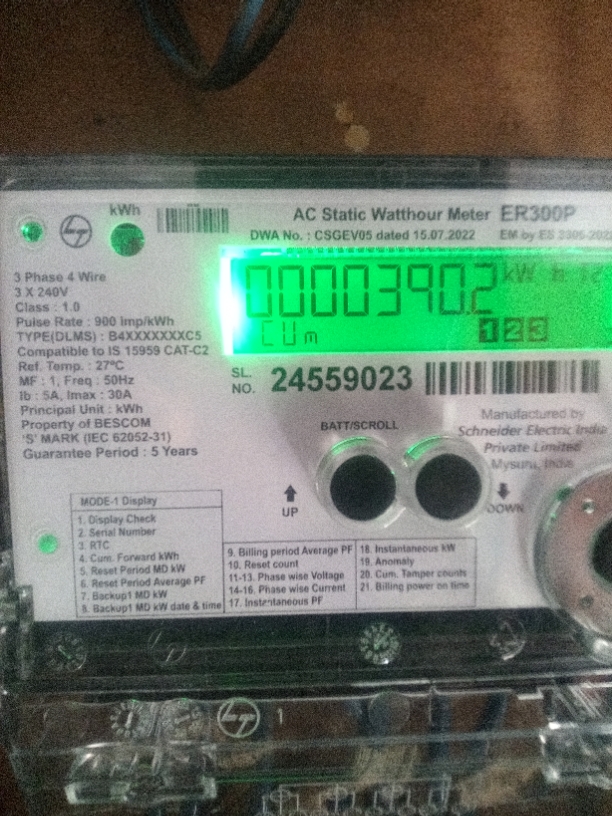 kWh
AC Static Watthour Meter ER300P
DWA No. : CSGEV05 dated 15.07.2022
3 Phase 4 Wire
3 X 240V
Class : 1.0
Pulse Rate : 900 Imp/kWh
TYPE(DLMS) : B4XXXXXXXC5
Compatible to IS 15959 CAT-C2
Ref. Temp. : 27°C
MF : 1, Freq : 50Hz
Ib : 5A, Imax : 30A
Principal Unit : kWh
Property of BESCOM
'S' MARK (IEC 62052-31)
Guarantee Period : 5 Years
0000390.2 kW h
CUm
1 2 3
SL. NO. 24559023
Manufactured by
Schneider Electric India
Private Limited
Mysuru, India
BATT/SCROLL
UP
DOWN
MODE-1 Display
1. Display Check
2. Serial Number
3. RTC
4. Cum. Forward kWh
5. Reset Period MD kW
6. Reset Period Average PF
7. Backup1 MD kW
8. Backup1 MD kW date & time
9. Billing period Average PF
10. Reset count
11-13. Phase wise Voltage
14-16. Phase wise Current
17. Instantaneous PF
18. Instantaneous kW
19. Anomaly
20. Cum. Tamper counts
21. Billing power on time
1